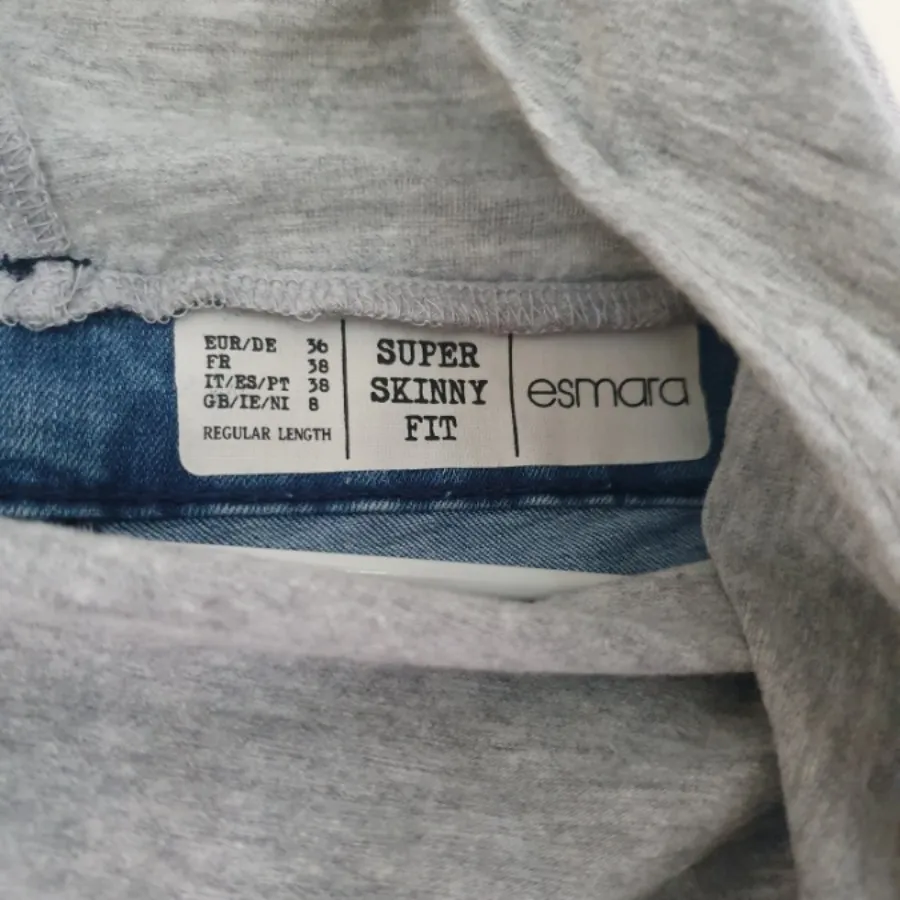 EUR/DE 36
FR 38
IT/ES/PT 38
GB/IE/NI 8
REGULAR LENGTH
SUPER
SKINNY
FIT
esmara